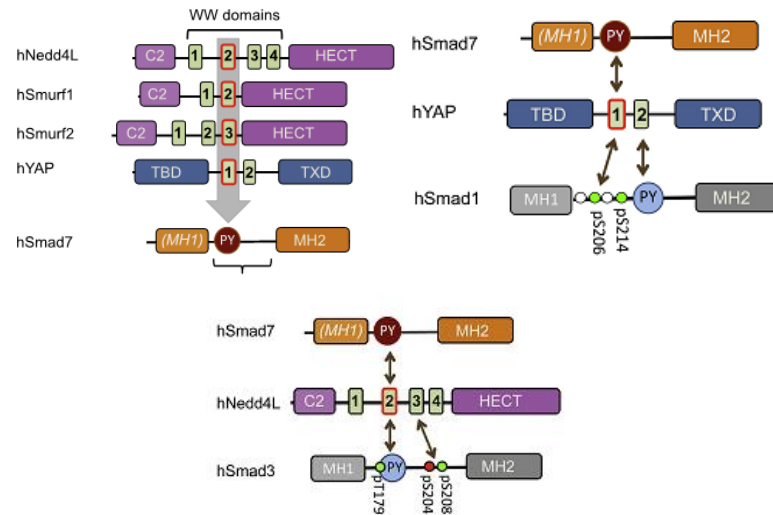 WW domains
hNedd4L C2 1 2 3 4 HECT
hSmurf1 C2 1 2 HECT
hSmurf2 C2 1 2 3 HECT
hYAP TBD 1 2 TXD
hSmad7 (MH1) PY MH2
hSmad7 (MH1) PY MH2
hYAP TBD 1 2 TXD
hSmad1 MH1 PY MH2
pS206 pS214
hSmad7 (MH1) PY MH2
hNedd4L C2 1 2 3 4 HECT
hSmad3 MH1 PY MH2
pT179 pS204 pS208